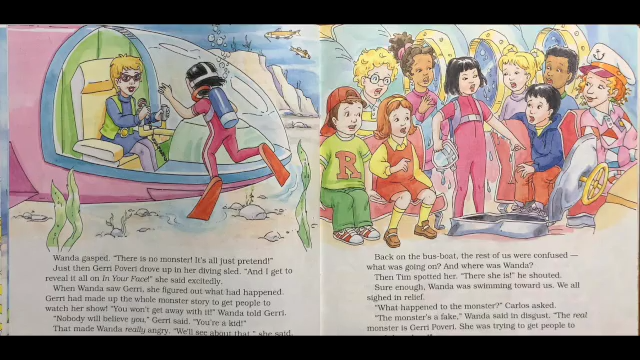 Wanda gasped. "There is no monster! It's all just pretend!"
Just then Gerri Poveri drove up in her diving sled. "And I get to
reveal it all on In Your Face!" she said excitedly.
When Wanda saw Gerri, she figured out what had happened.
Gerri had made up the whole monster story to get people to
watch her show! "You won't get away with it!" Wanda told Gerri.
"Nobody will believe you," Gerri said. "You're a kid!"
That made Wanda really angry. "We'll see about that," she said.
R
Back on the bus-boat, the rest of us were confused —
what was going on? And where was Wanda?
Then Tim spotted her. "There she is!" he shouted.
Sure enough, Wanda was swimming toward us. We all
sighed in relief.
"What happened to the monster?" Carlos asked.
"The monster's a fake," Wanda said in disgust. "The real
monster is Gerri Poveri. She was trying to get people to